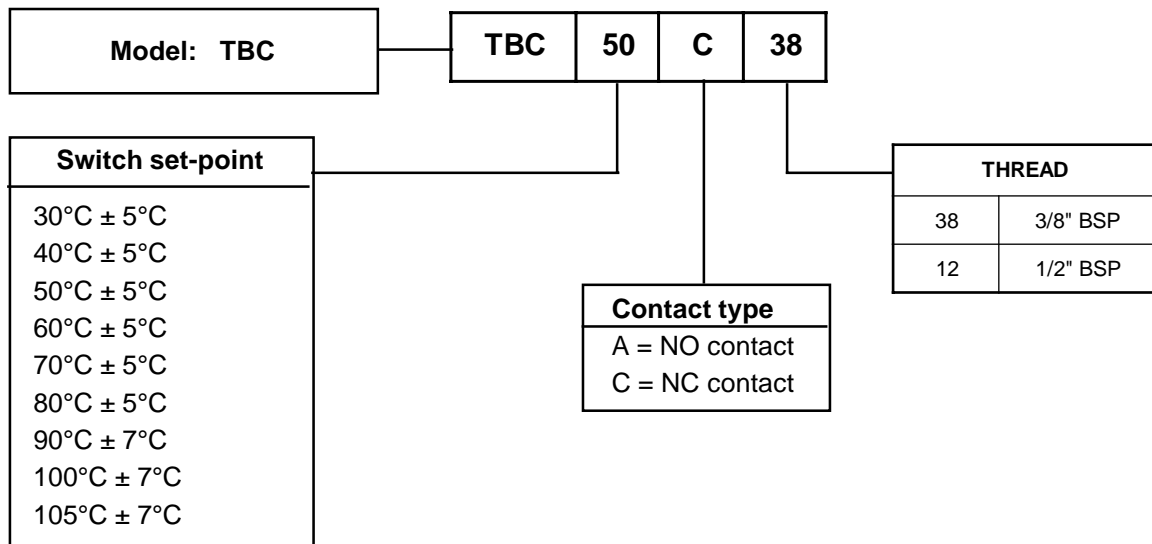 Model: TBC
TBC 50 C 38
Switch set-point
30°C ± 5°C
40°C ± 5°C
50°C ± 5°C
60°C ± 5°C
70°C ± 5°C
80°C ± 5°C
90°C ± 7°C
100°C ± 7°C
105°C ± 7°C
Contact type
A = NO contact
C = NC contact
THREAD
38 3/8" BSP
12 1/2" BSP